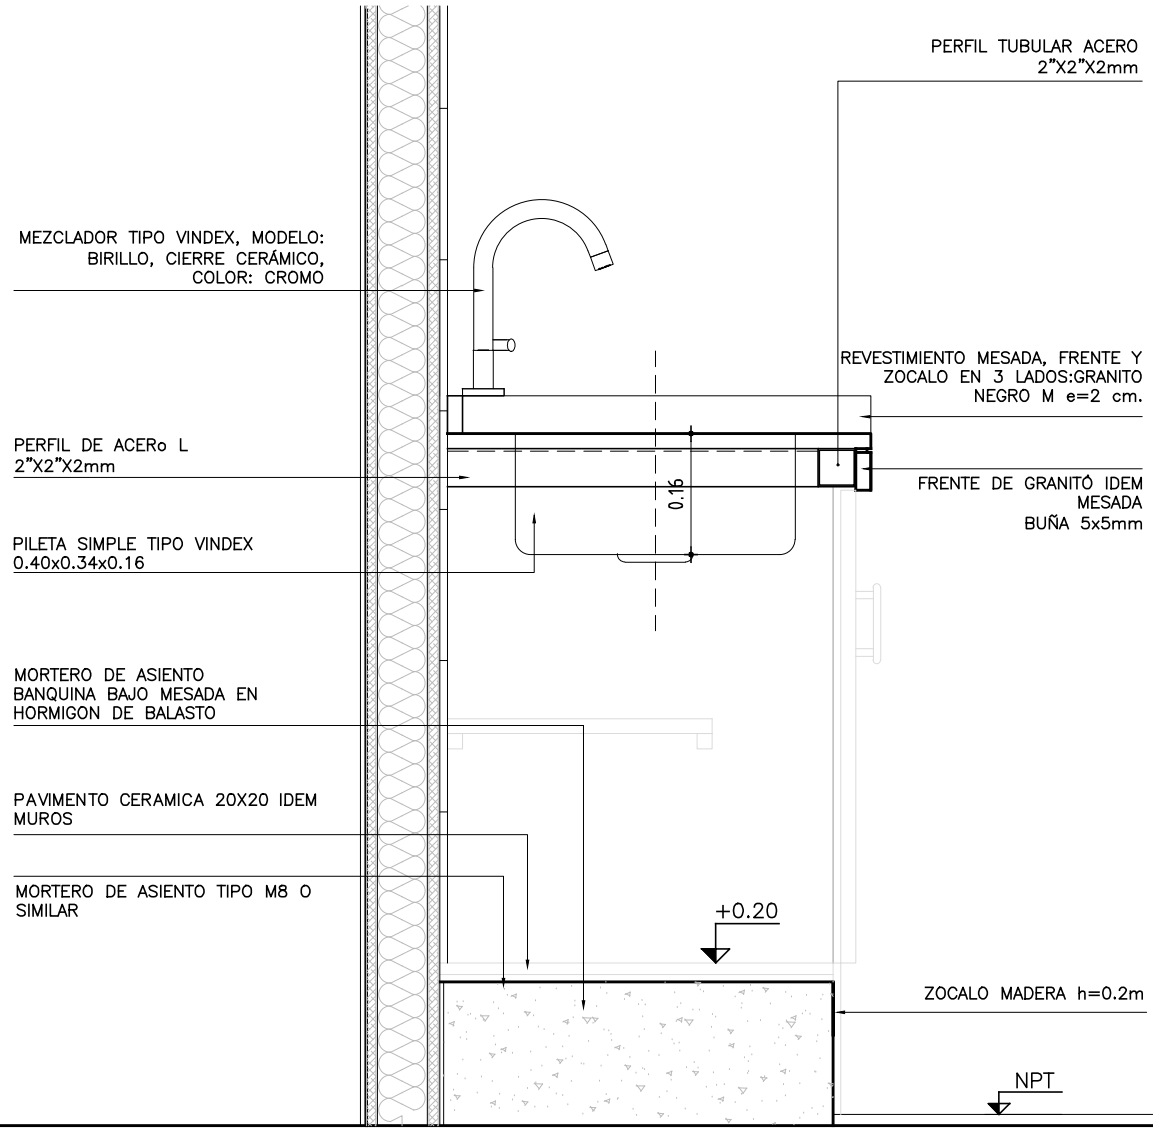 PERFIL TUBULAR ACERO
2"X2"X2mm
MEZCLADOR TIPO VINDEX, MODELO:
BIRILLO, CIERRE CERÁMICO,
COLOR: CROMO
REVESTIMIENTO MESADA, FRENTE Y
ZOCALO EN 3 LADOS:GRANITO
NEGRO M e=2 cm.
PERFIL DE ACERo L
2"X2"X2mm
FRENTE DE GRANITÓ IDEM
MESADA
BUÑA 5x5mm
0.16
PILETA SIMPLE TIPO VINDEX
0.40x0.34x0.16
MORTERO DE ASIENTO
BANQUINA BAJO MESADA EN
HORMIGON DE BALASTO
PAVIMENTO CERAMICA 20X20 IDEM
MUROS
MORTERO DE ASIENTO TIPO M8 O
SIMILAR
+0.20
ZOCALO MADERA h=0.2m
NPT